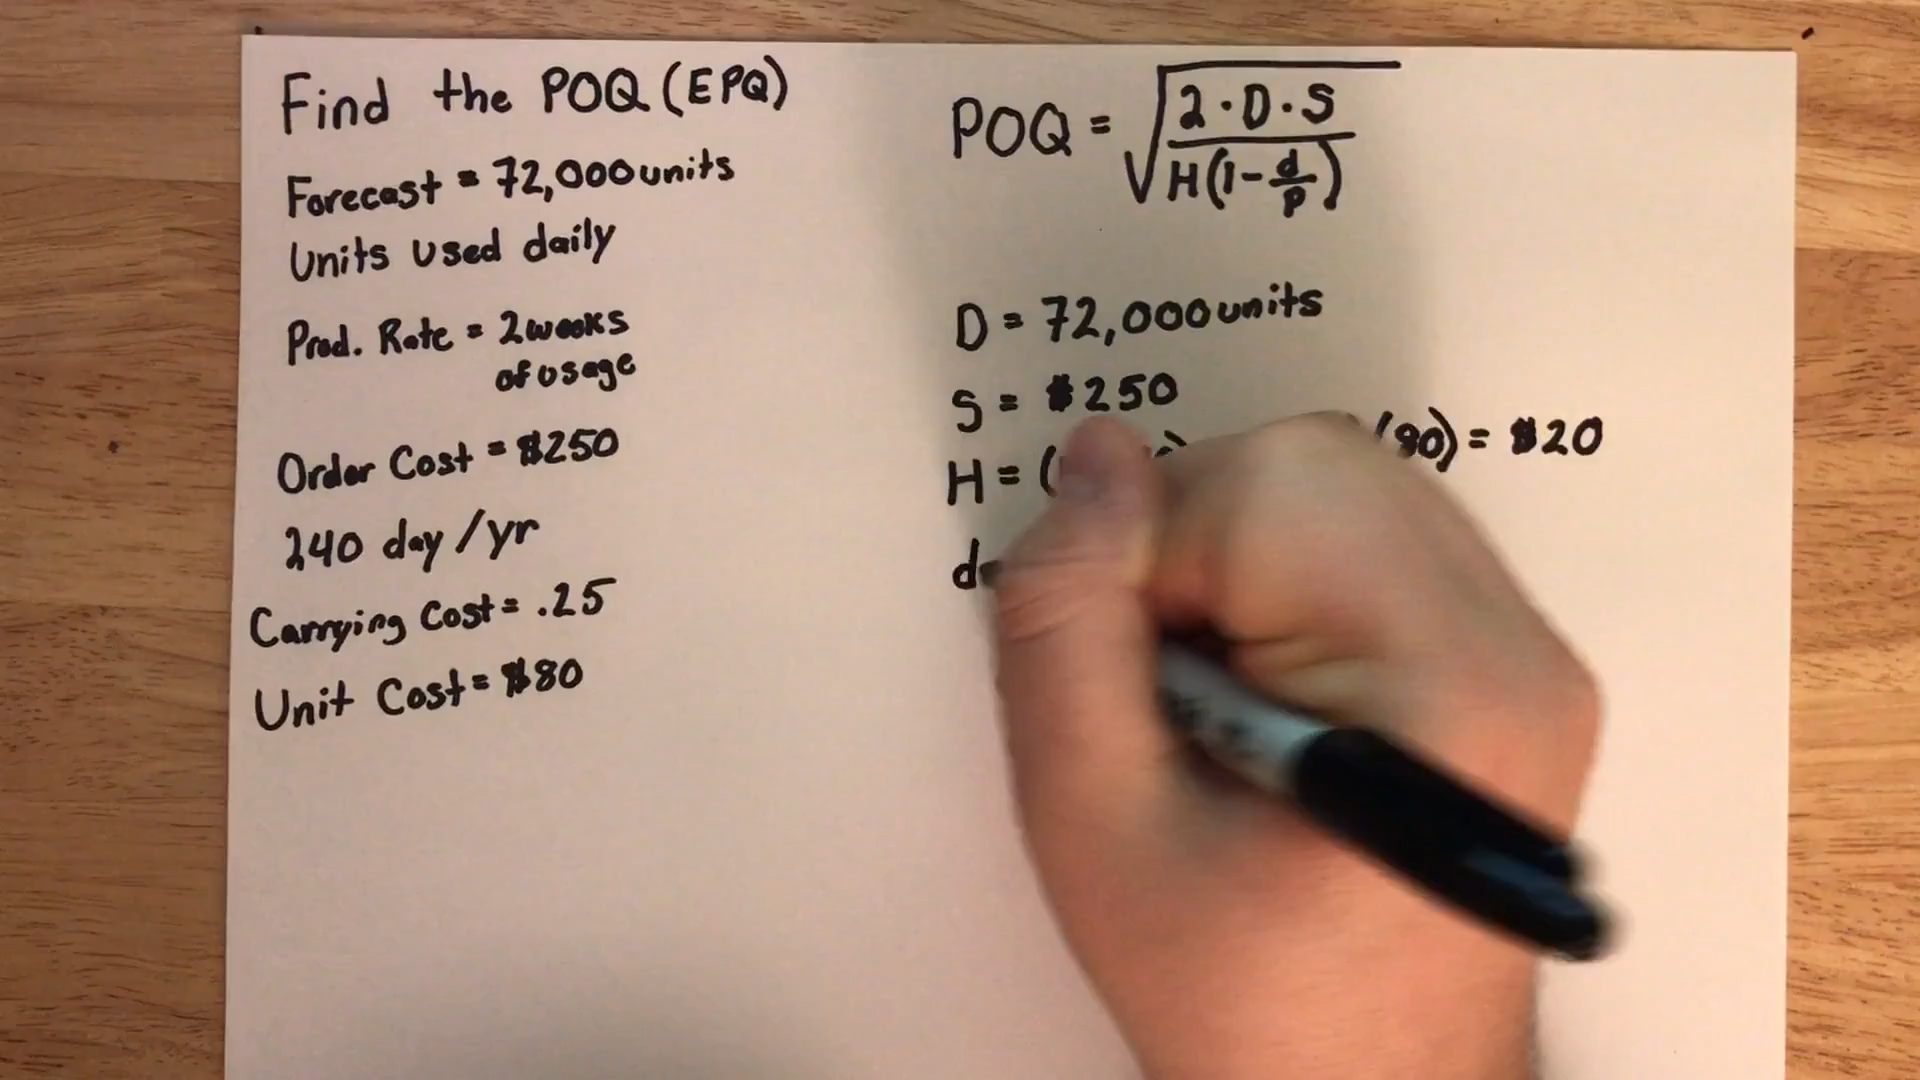 Find the POQ (EPQ)
Forecast = 72,000 units
Units used daily
Prod. Rate = 2 weeks
of usage
Order Cost = $250
240 day/yr
Carrying Cost = .25
Unit Cost = $80
POQ = √
2 · D · S
H(1 - d
p)
D = 72,000 units
S = $250
H = (
80) = $20
d